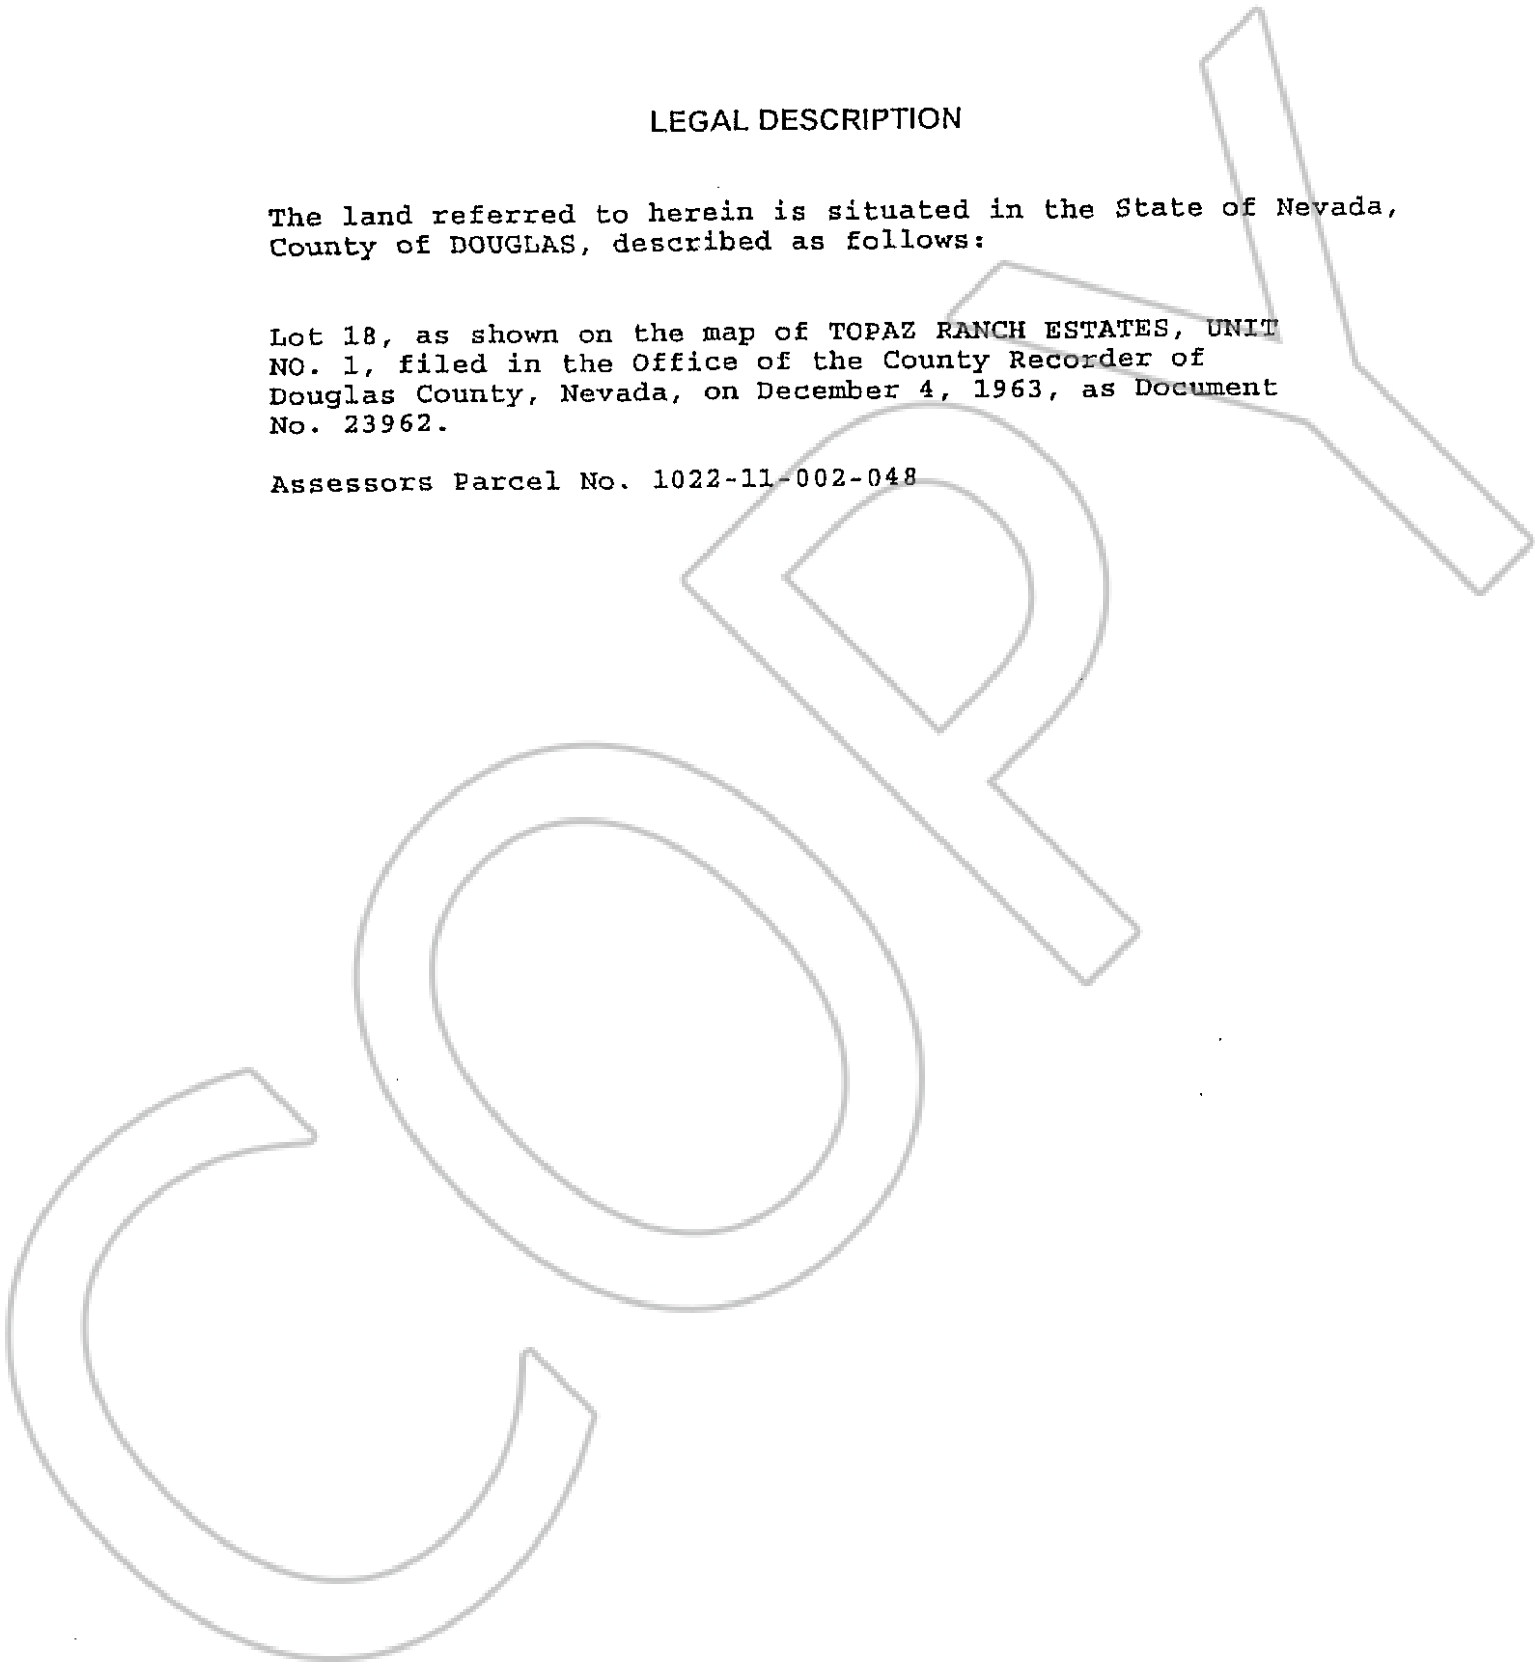 LEGAL DESCRIPTION
The land referred to herein is situated in the State of Nevada,
County of DOUGLAS, described as follows:
Lot 18, as shown on the map of TOPAZ RANCH ESTATES, UNIT
NO. 1, filed in the Office of the County Recorder of
Douglas County, Nevada, on December 4, 1963, as Document
No. 23962.
Assessors Parcel No. 1022-11-002-048
COPY